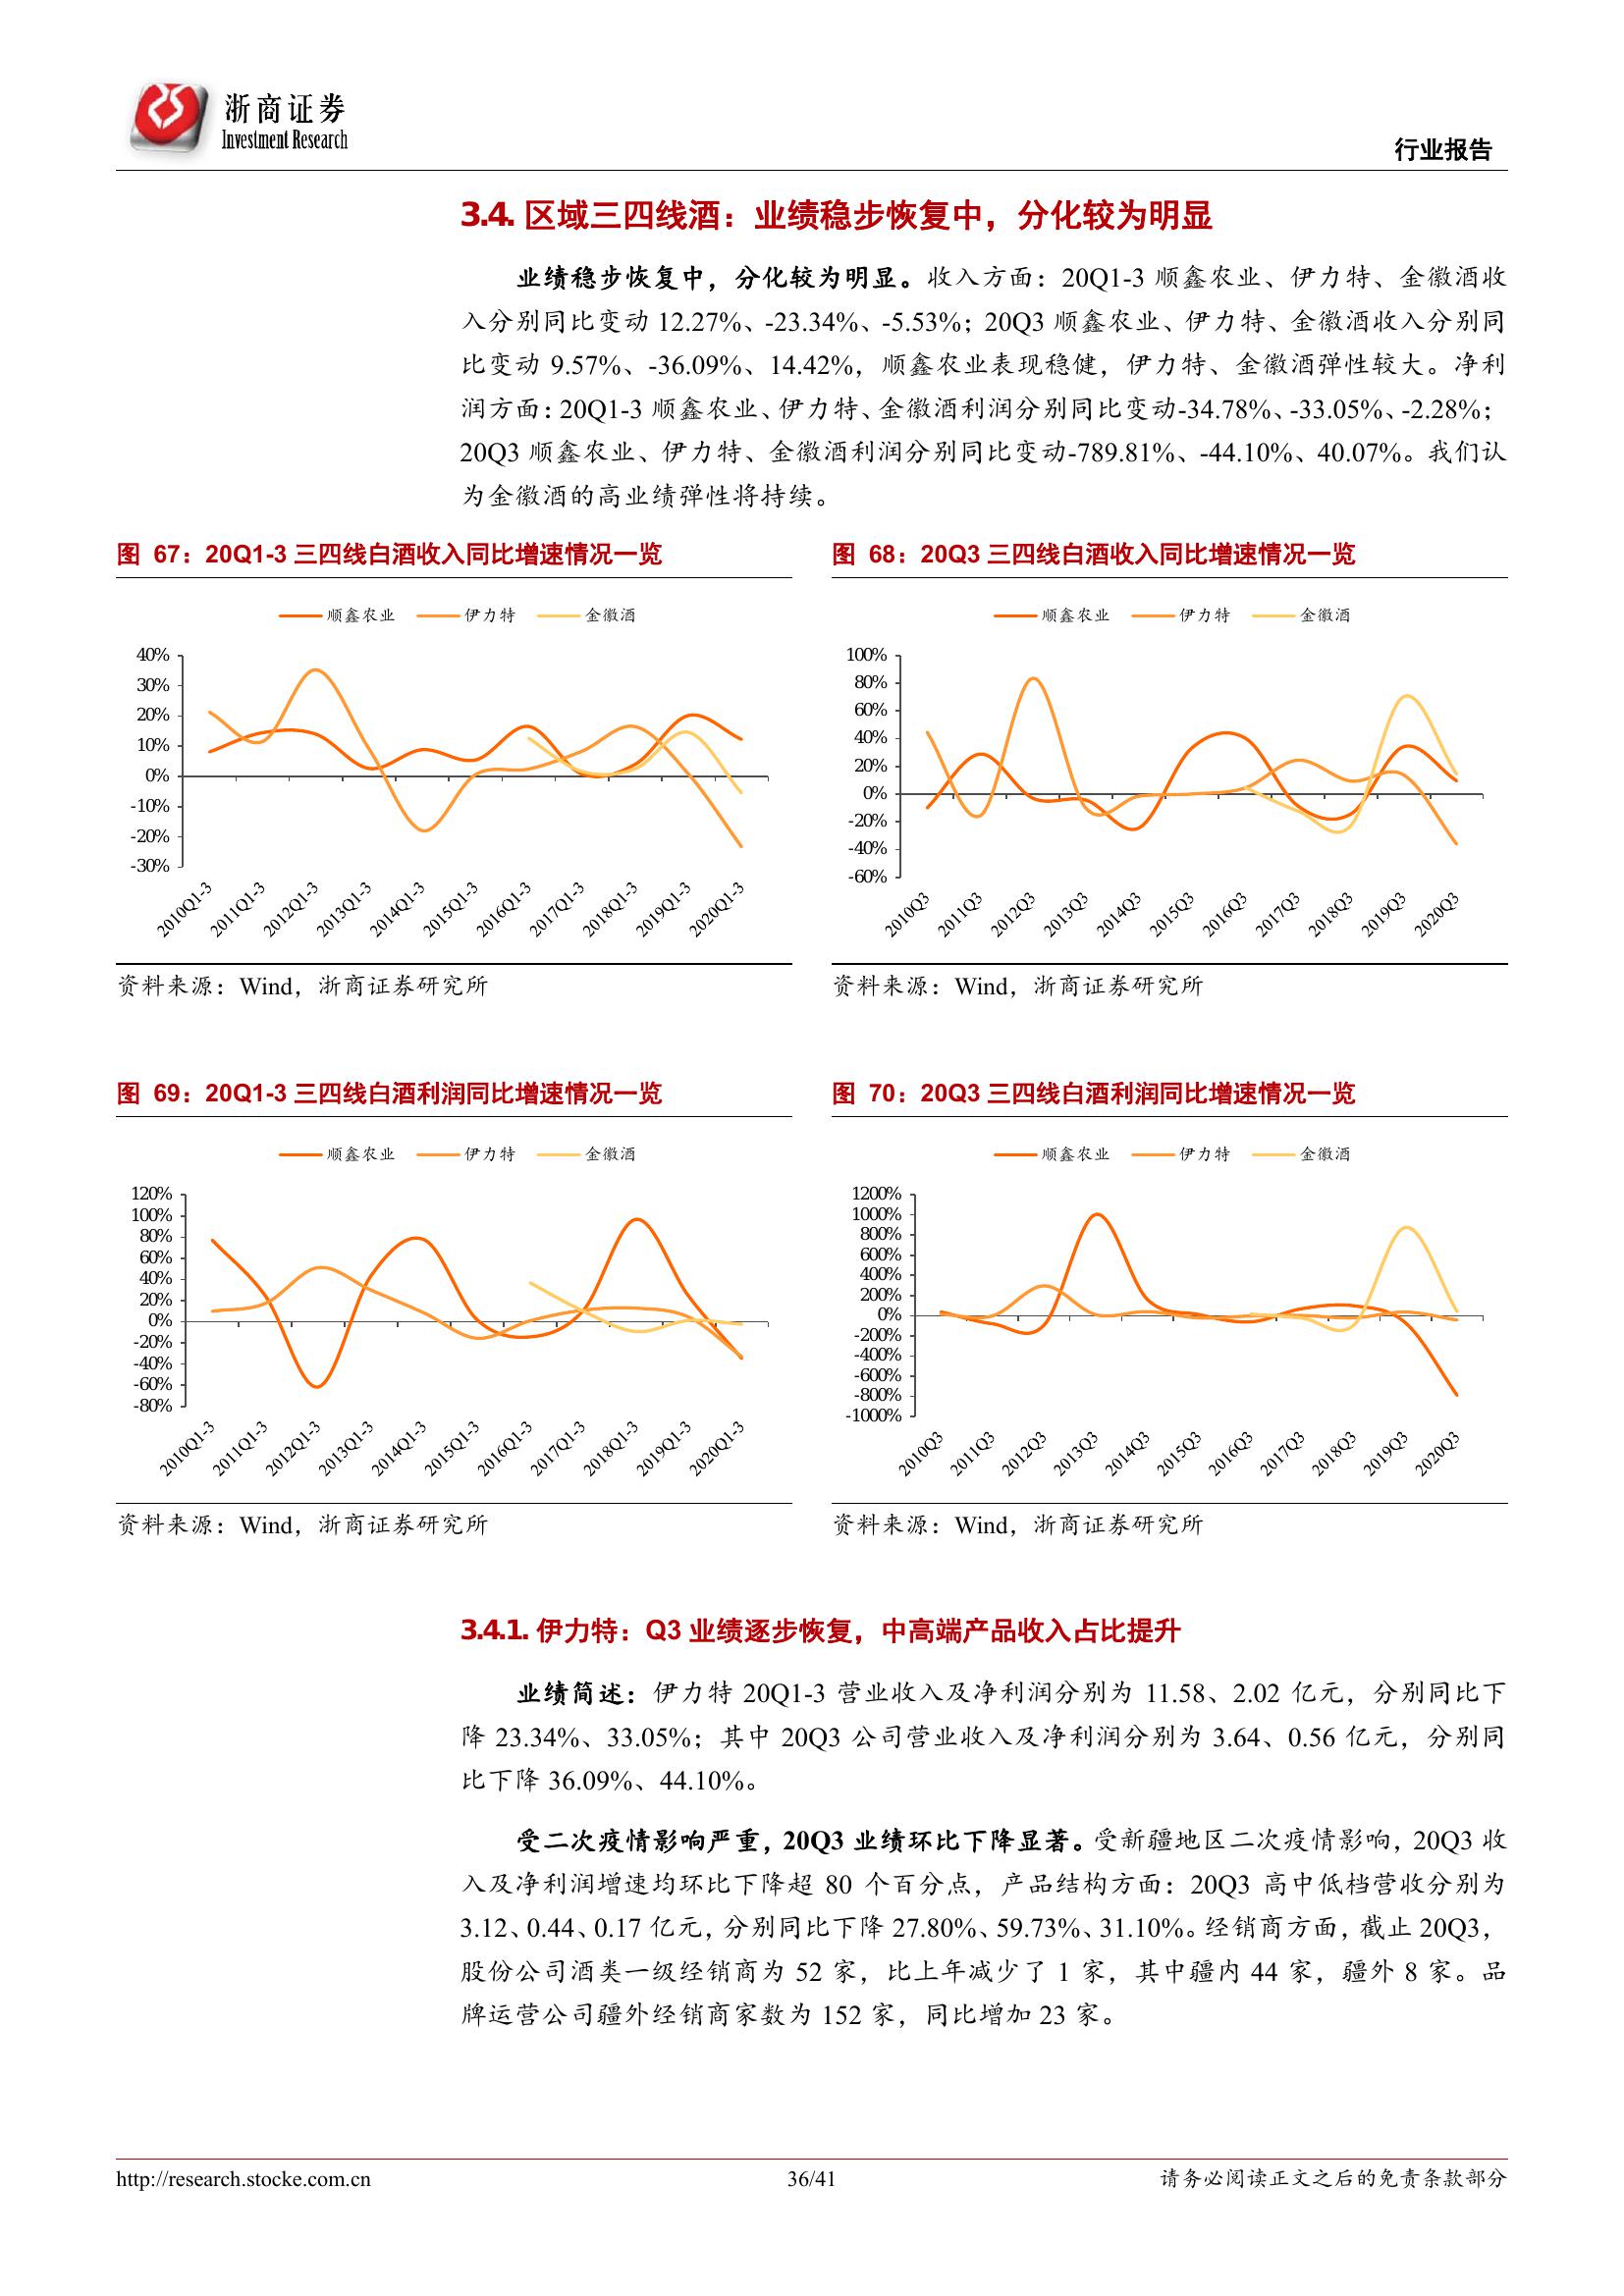 浙商证券
Investment Research
行业报告
3.4. 区域三四线酒：业绩稳步恢复中，分化较为明显
业绩稳步恢复中，分化较为明显。收入方面：20Q1-3 顺鑫农业、伊力特、金徽酒收
入分别同比变动 12.27%、-23.34%、-5.53%；20Q3 顺鑫农业、伊力特、金徽酒收入分别同
比变动 9.57%、-36.09%、14.42%，顺鑫农业表现稳健，伊力特、金徽酒弹性较大。净利
润方面：20Q1-3 顺鑫农业、伊力特、金徽酒利润分别同比变动-34.78%、-33.05%、-2.28%；
20Q3 顺鑫农业、伊力特、金徽酒利润分别同比变动-789.81%、-44.10%、40.07%。我们认
为金徽酒的高业绩弹性将持续。
图 67：20Q1-3 三四线白酒收入同比增速情况一览
顺鑫农业 伊力特 金徽酒
40%
30%
20%
10%
0%
-10%
-20%
-30%
2010Q1-3 2011Q1-3 2012Q1-3 2013Q1-3 2014Q1-3 2015Q1-3 2016Q1-3 2017Q1-3 2018Q1-3 2019Q1-3 2020Q1-3
资料来源：Wind，浙商证券研究所
图 68：20Q3 三四线白酒收入同比增速情况一览
顺鑫农业 伊力特 金徽酒
100%
80%
60%
40%
20%
0%
-20%
-40%
-60%
2010Q3 2011Q3 2012Q3 2013Q3 2014Q3 2015Q3 2016Q3 2017Q3 2018Q3 2019Q3 2020Q3
资料来源：Wind，浙商证券研究所
图 69：20Q1-3 三四线白酒利润同比增速情况一览
顺鑫农业 伊力特 金徽酒
120%
100%
80%
60%
40%
20%
0%
-20%
-40%
-60%
-80%
2010Q1-3 2011Q1-3 2012Q1-3 2013Q1-3 2014Q1-3 2015Q1-3 2016Q1-3 2017Q1-3 2018Q1-3 2019Q1-3 2020Q1-3
资料来源：Wind，浙商证券研究所
图 70：20Q3 三四线白酒利润同比增速情况一览
顺鑫农业 伊力特 金徽酒
1200%
1000%
800%
600%
400%
200%
0%
-200%
-400%
-600%
-800%
-1000%
2010Q3 2011Q3 2012Q3 2013Q3 2014Q3 2015Q3 2016Q3 2017Q3 2018Q3 2019Q3 2020Q3
资料来源：Wind，浙商证券研究所
3.4.1. 伊力特：Q3 业绩逐步恢复，中高端产品收入占比提升
业绩简述：伊力特 20Q1-3 营业收入及净利润分别为 11.58、2.02 亿元，分别同比下
降 23.34%、33.05%；其中 20Q3 公司营业收入及净利润分别为 3.64、0.56 亿元，分别同
比下降 36.09%、44.10%。
受二次疫情影响严重，20Q3 业绩环比下降显著。受新疆地区二次疫情影响，20Q3 收
入及净利润增速均环比下降超 80 个百分点，产品结构方面：20Q3 高中低档营收分别为
3.12、0.44、0.17 亿元，分别同比下降 27.80%、59.73%、31.10%。经销商方面，截止 20Q3，
股份公司酒类一级经销商为 52 家，比上年减少了 1 家，其中疆内 44 家，疆外 8 家。品
牌运营公司疆外经销商家数为 152 家，同比增加 23 家。
http://research.stocke.com.cn
36/41
请务必阅读正文之后的免责条款部分